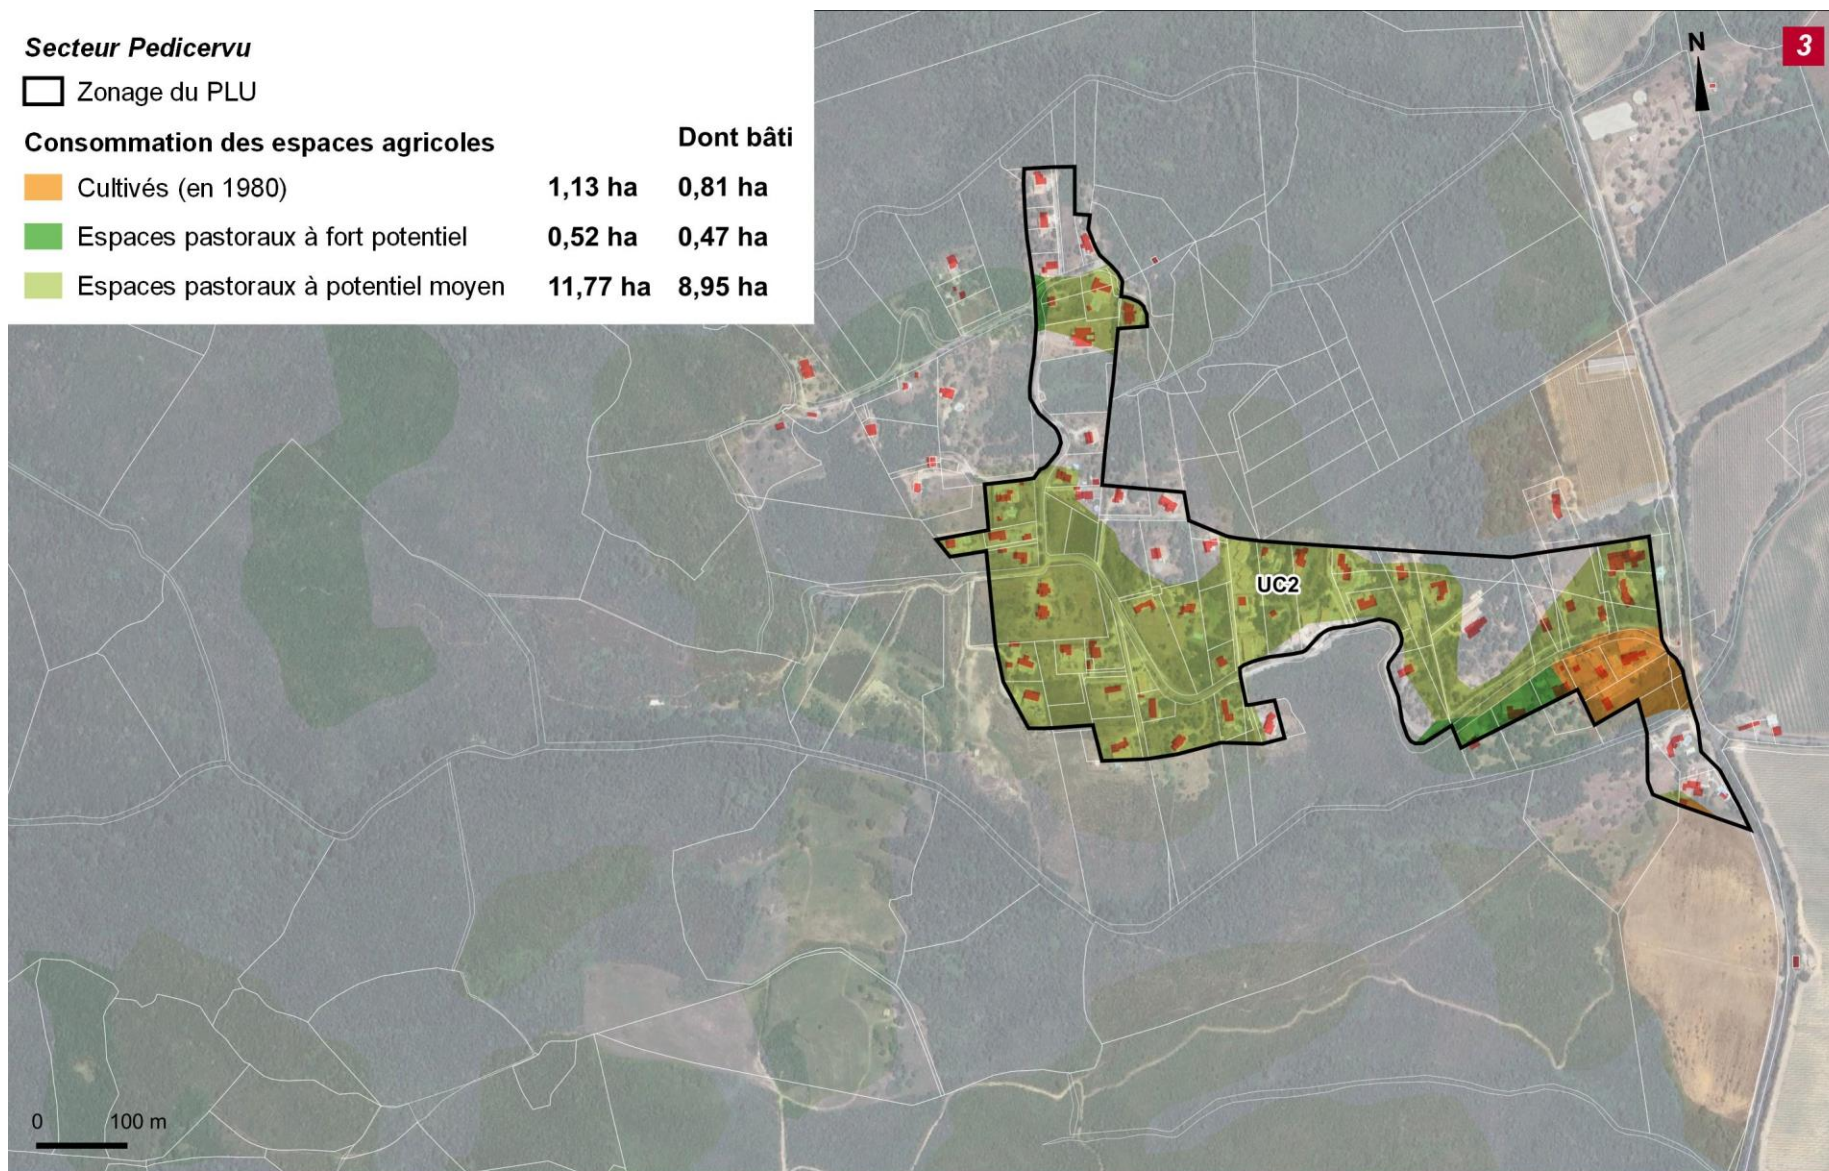 Secteur Pedicervu
Zonage du PLU
Consommation des espaces agricoles Dont bâti
Cultivés (en 1980) 1,13 ha 0,81 ha
Espaces pastoraux à fort potentiel 0,52 ha 0,47 ha
Espaces pastoraux à potentiel moyen 11,77 ha 8,95 ha
N
3
UC2
0 100 m